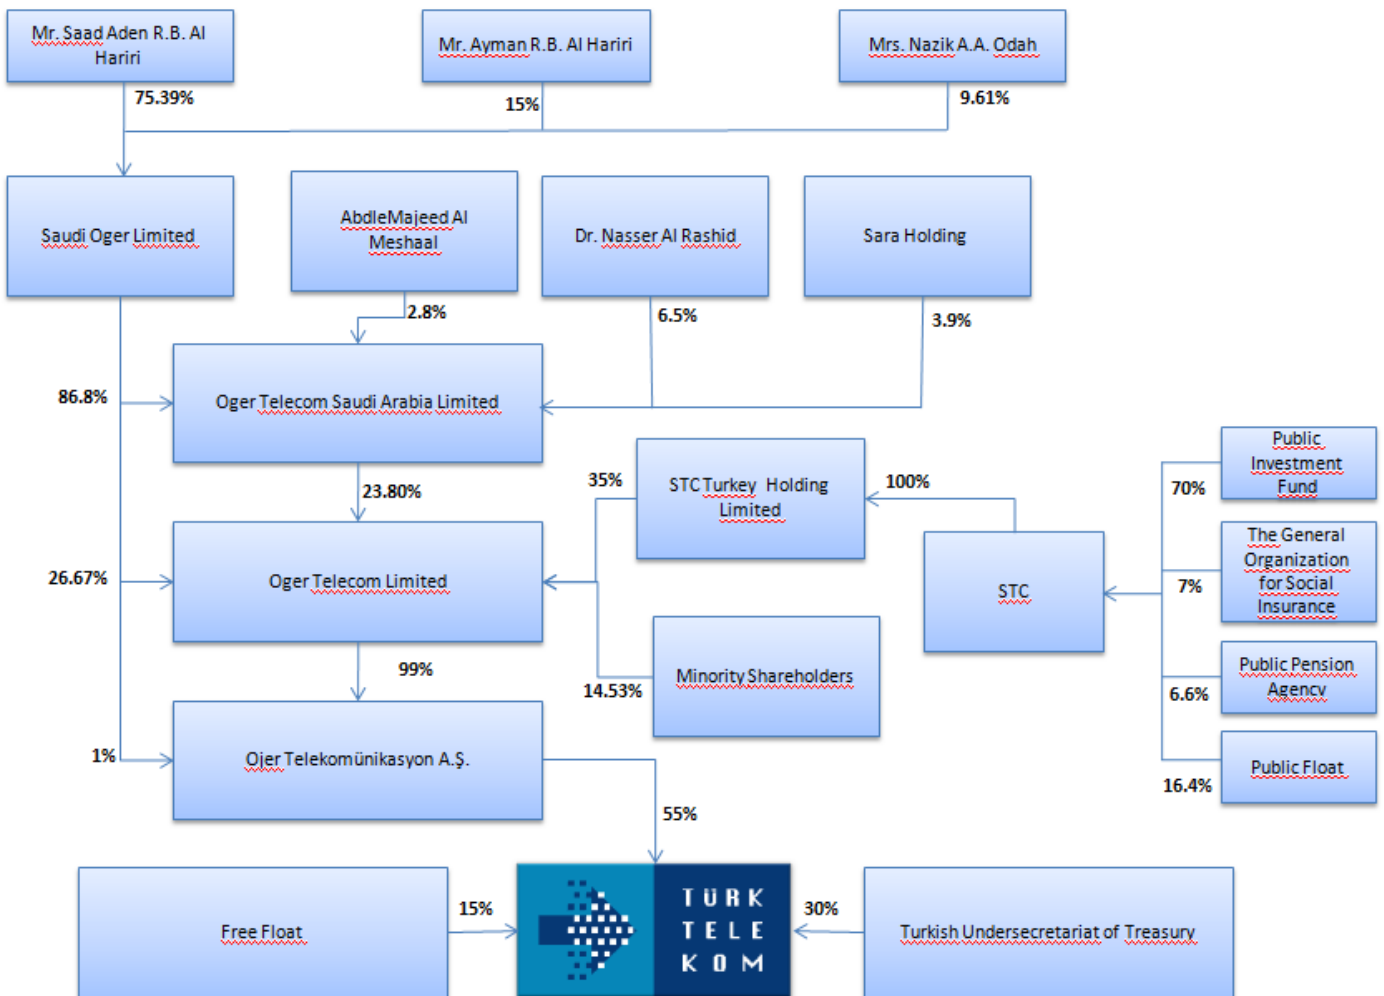 Mr. Saad Aden R.B. Al
Hariri
Mr. Ayman R.B. Al Hariri
Mrs. Nazik A.A. Odah
75.39%
15%
9.61%
Saudi Oger Limited
AbdleMajeed Al
Meshaal
Dr. Nasser Al Rashid
Sara Holding
2.8%
6.5%
3.9%
86.8%
Oger Telecom Saudi Arabia Limited
23.80%
35%
STC Turkey Holding
Limited
100%
70%
Public
Investment
Fund
26.67%
Oger Telecom Limited
STC
7%
The General
Organization
for Social
Insurance
99%
14.53%
Minority Shareholders
6.6%
Public Pension
Agency
1%
Ojer Telekomünikasyon A.Ş.
16.4%
Public Float
55%
Free Float
15%
TÜRK
TELE
KOM
30%
Turkish Undersecretariat of Treasury